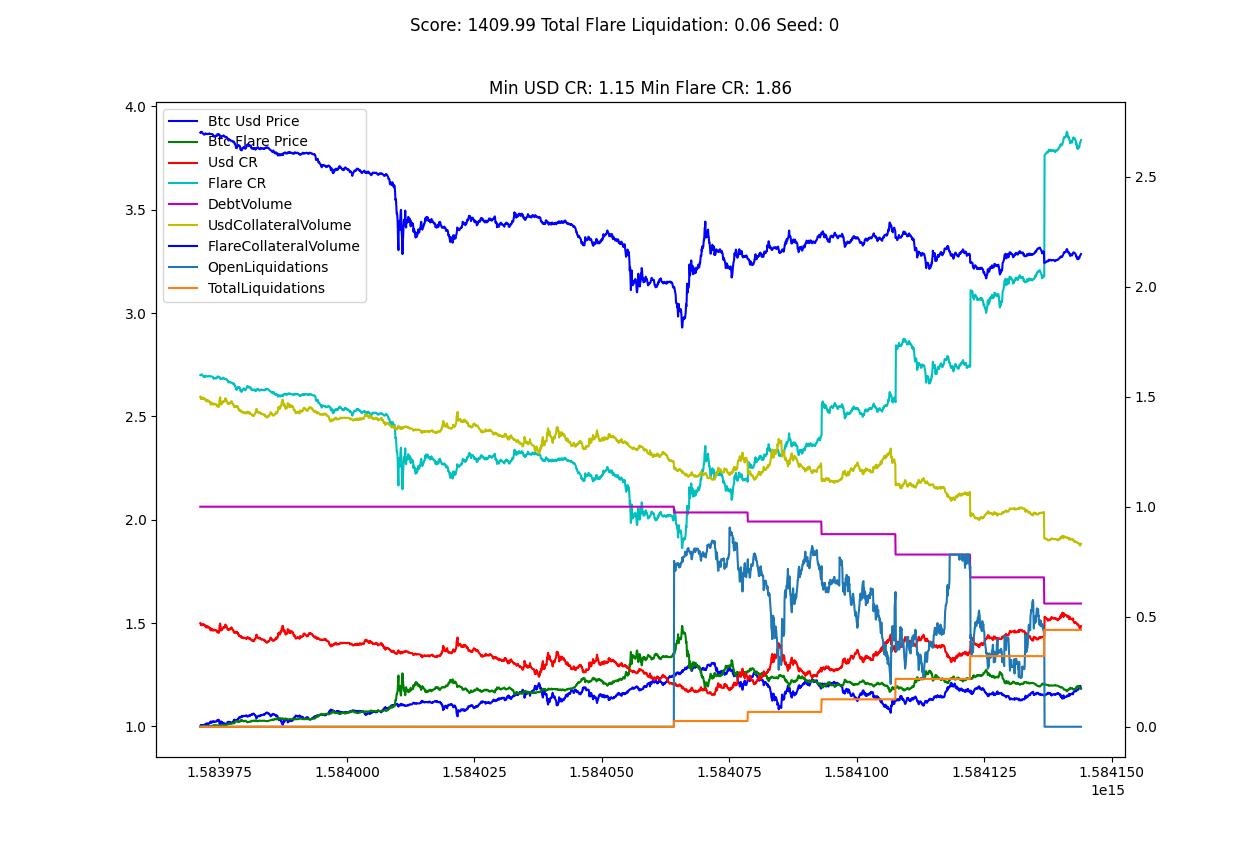 Score: 1409.99 Total Flare Liquidation: 0.06 Seed: 0
Min USD CR: 1.15 Min Flare CR: 1.86
4.0
3.5
3.0
2.5
2.0
1.5
1.0
Btc Usd Price
Btc Flare Price
Usd CR
Flare CR
DebtVolume
UsdCollateralVolume
FlareCollateralVolume
OpenLiquidations
TotalLiquidations
2.5
2.0
1.5
1.0
0.5
0.0
1.583975 1.584000 1.584025 1.584050 1.584075 1.584100 1.584125 1.584150
1e15